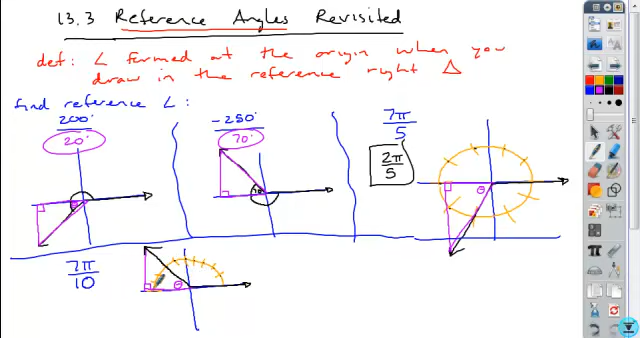 13.3 Reference Angles Revisited
def: ∠ formed at the origin when you
draw in the reference right △
find reference ∠ :
200°
20°
-250°
70°
7π/5
2π/5
θ
7π/10
θ